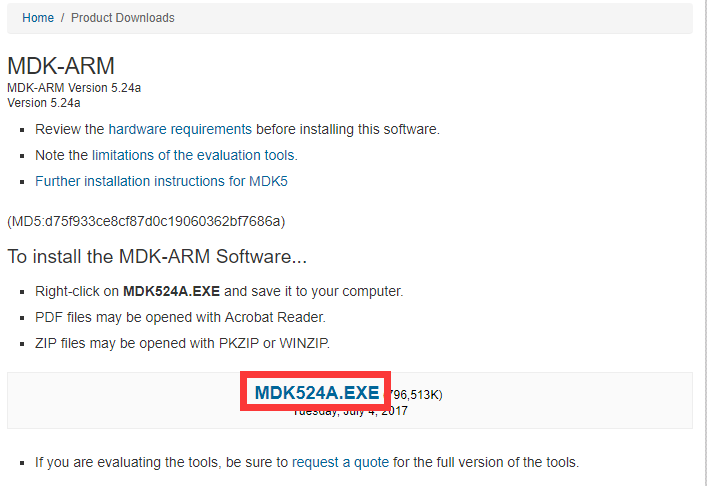 Home / Product Downloads
MDK-ARM
MDK-ARM Version 5.24a
Version 5.24a
Review the hardware requirements before installing this software.
Note the limitations of the evaluation tools.
Further installation instructions for MDK5
(MD5:d75f933ce8cf87d0c19060362bf7686a)
To install the MDK-ARM Software...
Right-click on MDK524A.EXE and save it to your computer.
PDF files may be opened with Acrobat Reader.
ZIP files may be opened with PKZIP or WINZIP.
MDK524A.EXE 796,513K)
Tuesday, July 4, 2017
If you are evaluating the tools, be sure to request a quote for the full version of the tools.